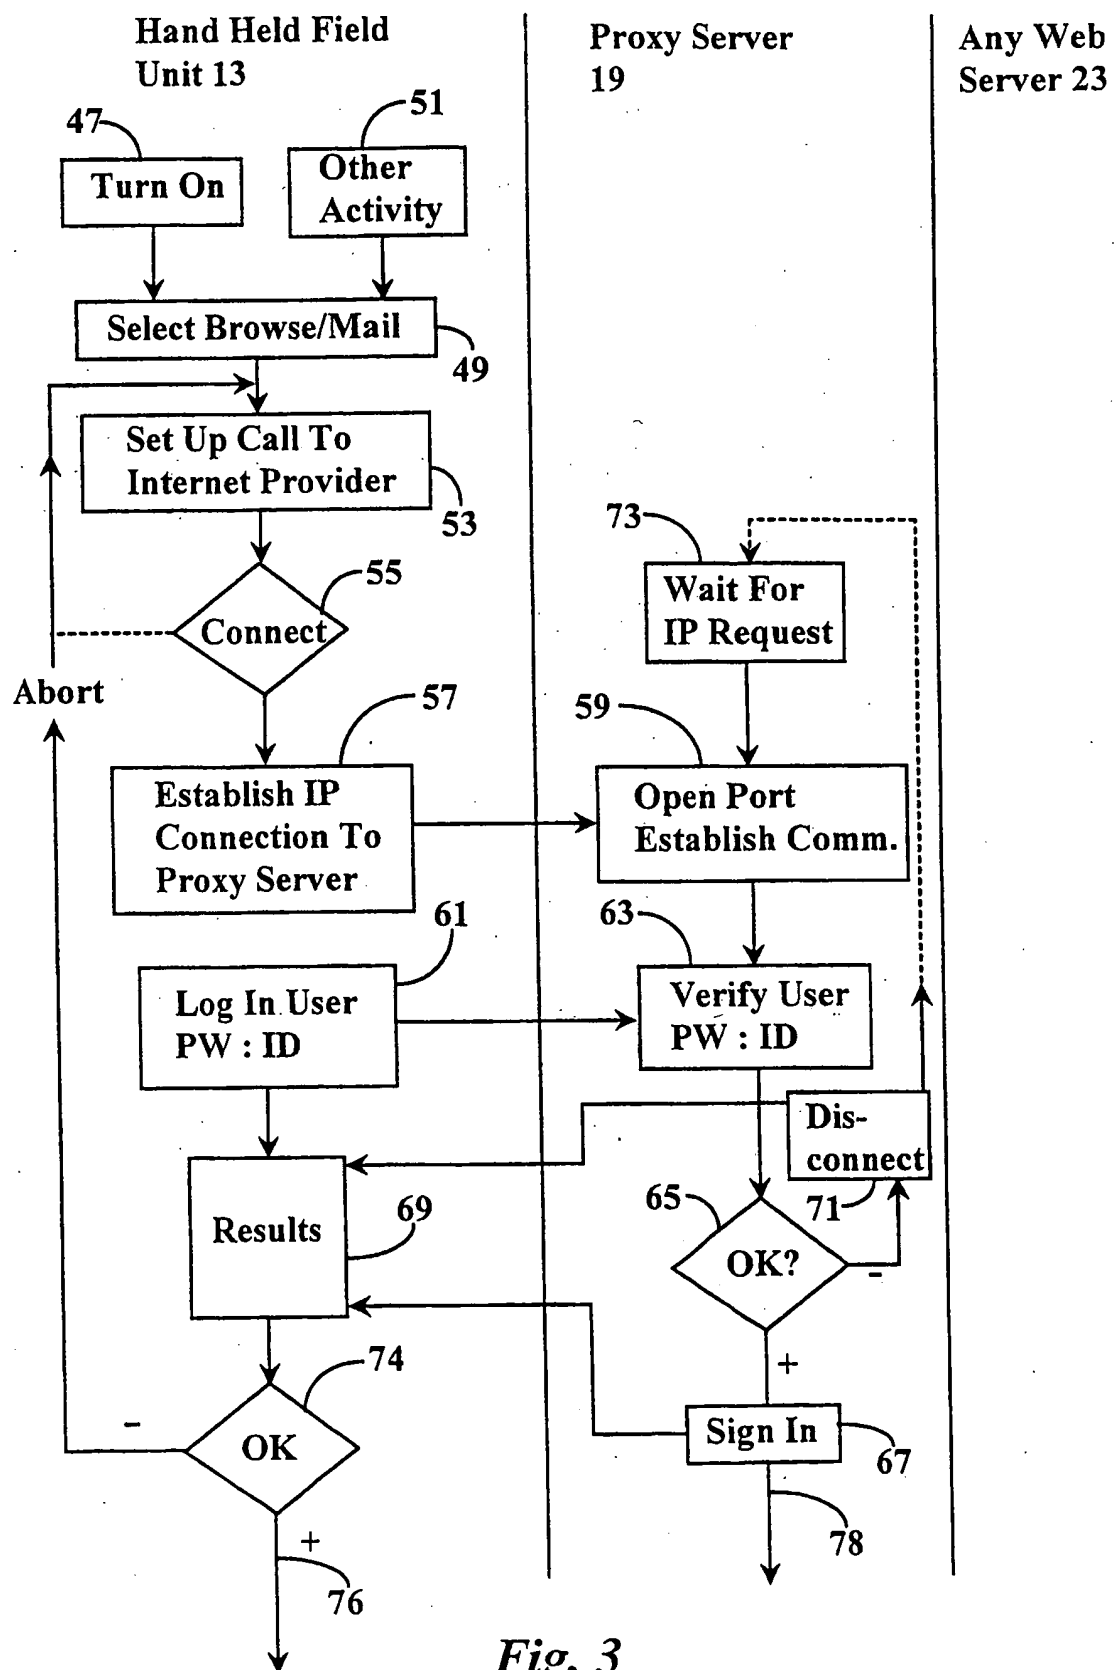 Hand Held Field
Unit 13
Proxy Server
19
Any Web
Server 23
47
51
Turn On
Other
Activity
Select Browse/Mail
49
Set Up Call To
Internet Provider
53
73
55
Connect
Wait For
IP Request
Abort
57
59
Establish IP
Connection To
Proxy Server
Open Port
Establish Comm.
61
63
Log In User
PW : ID
Verify User
PW : ID
Dis-
connect
71
Results
69
65
OK?
-
+
74
-
OK
Sign In
67
+
76
78
Fig. 3